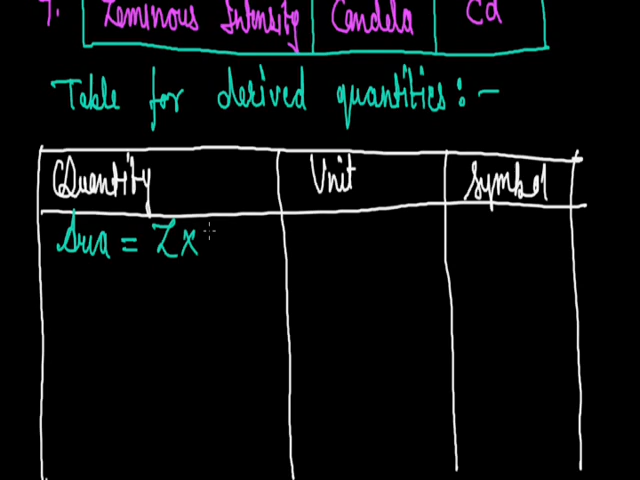 7. Luminous Intensity Candela Cd
Table for derived quantities : -
Quantity Unit Symbol
Area = L x